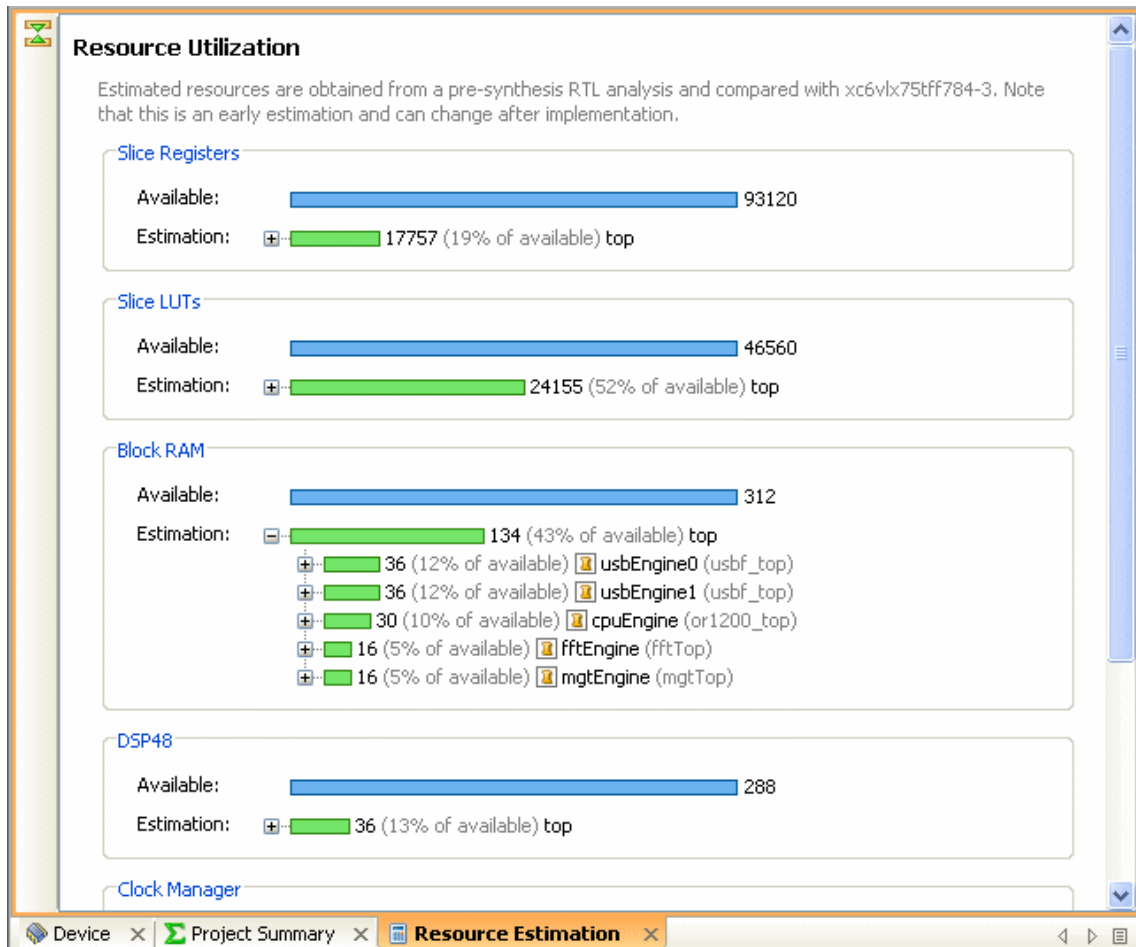 Resource Utilization
Estimated resources are obtained from a pre-synthesis RTL analysis and compared with xc6vlx75tff784-3. Note
that this is an early estimation and can change after implementation.
Slice Registers
Available: 93120
Estimation: 17757 (19% of available) top
Slice LUTs
Available: 46560
Estimation: 24155 (52% of available) top
Block RAM
Available: 312
Estimation: 134 (43% of available) top
36 (12% of available) usbEngine0 (usbf_top)
36 (12% of available) usbEngine1 (usbf_top)
30 (10% of available) cpuEngine (or1200_top)
16 (5% of available) fftEngine (fftTop)
16 (5% of available) mgtEngine (mgtTop)
DSP48
Available: 288
Estimation: 36 (13% of available) top
Clock Manager
Device Project Summary Resource Estimation